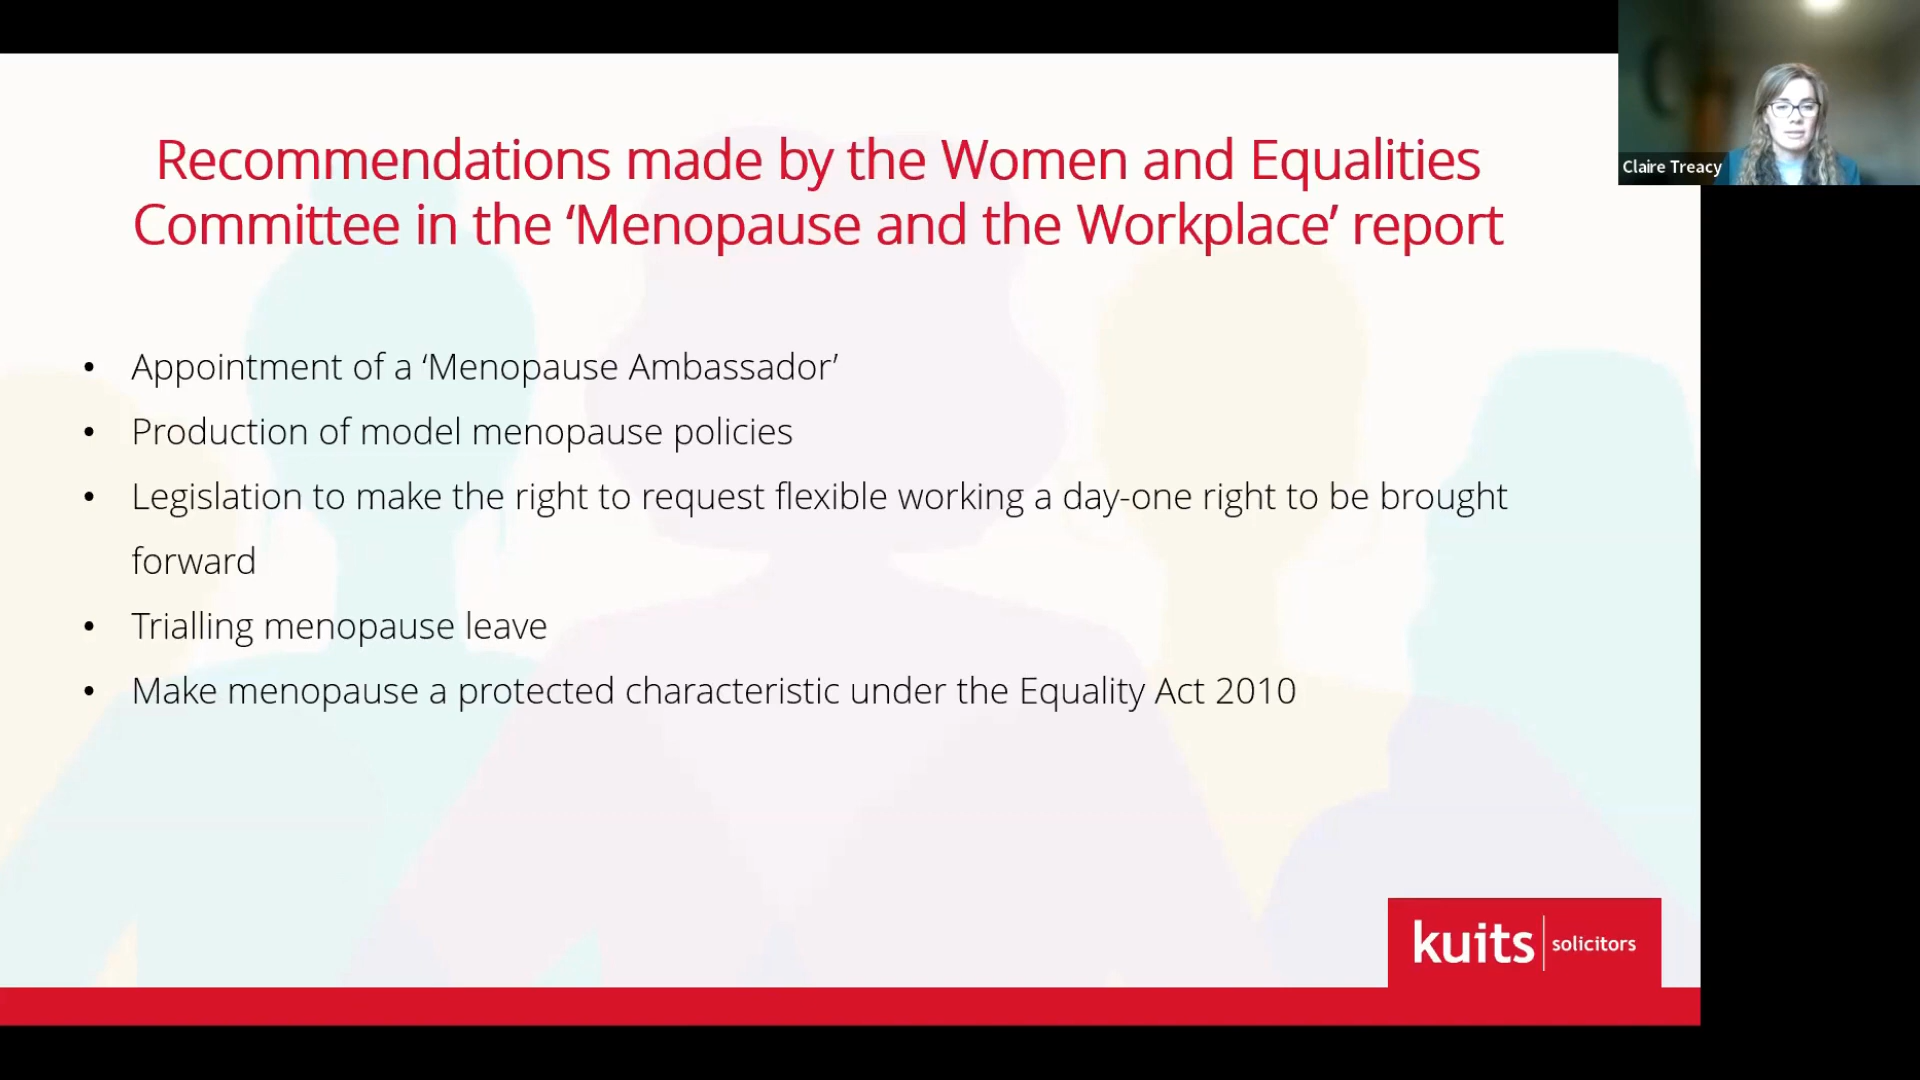 Recommendations made by the Women and Equalities
Committee in the ‘Menopause and the Workplace’ report
• Appointment of a ‘Menopause Ambassador’
• Production of model menopause policies
• Legislation to make the right to request flexible working a day-one right to be brought
forward
• Trialling menopause leave
• Make menopause a protected characteristic under the Equality Act 2010
Claire Treacy
kuits solicitors